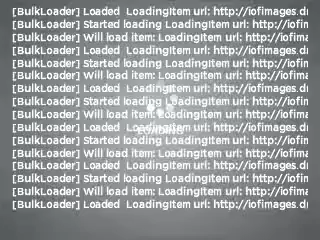 [BulkLoader] Loaded LoadingItem url: http://iofimages.d
[BulkLoader] Started loading LoadingItem url: http://iofim
[BulkLoader] Will load item: LoadingItem url: http://iofima
[BulkLoader] Loaded LoadingItem url: http://iofimages.d
[BulkLoader] Started loading LoadingItem url: http://iofim
[BulkLoader] Will load item: LoadingItem url: http://iofima
[BulkLoader] Loaded LoadingItem url: http://iofimages.d
[BulkLoader] Started loading LoadingItem url: http://iofim
[BulkLoader] Will load item: LoadingItem url: http://iofima
[BulkLoader] Loaded LoadingItem url: http://iofimages.d
LOADING
[BulkLoader] Started loading LoadingItem url: http://iofim
[BulkLoader] Will load item: LoadingItem url: http://iofima
[BulkLoader] Loaded LoadingItem url: http://iofimages.d
[BulkLoader] Started loading LoadingItem url: http://iofim
[BulkLoader] Will load item: LoadingItem url: http://iofima
[BulkLoader] Loaded LoadingItem url: http://iofimages.d